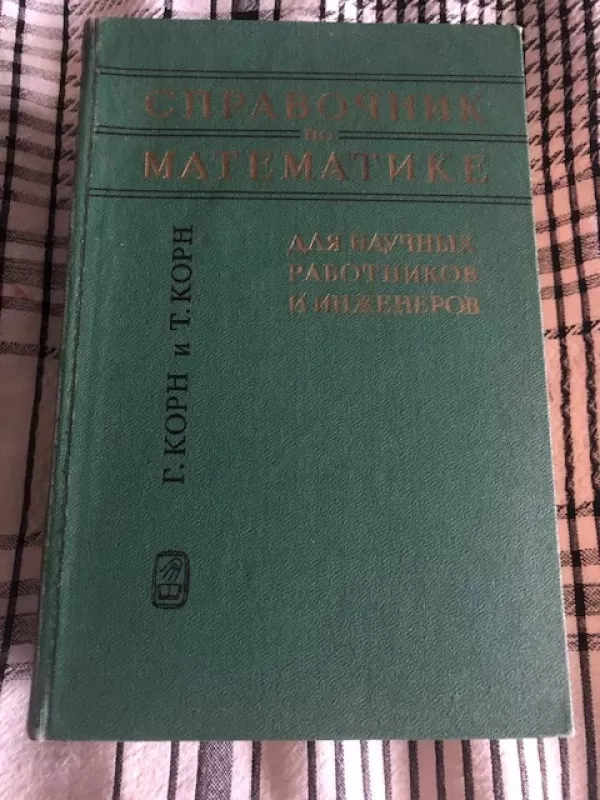 СПРАВОЧНИК
ПО
МАТЕМАТИКЕ
ДЛЯ НАУЧНЫХ
РАБОТНИКОВ
И ИНЖЕНЕРОВ
Г. КОРН и Т. КОРН